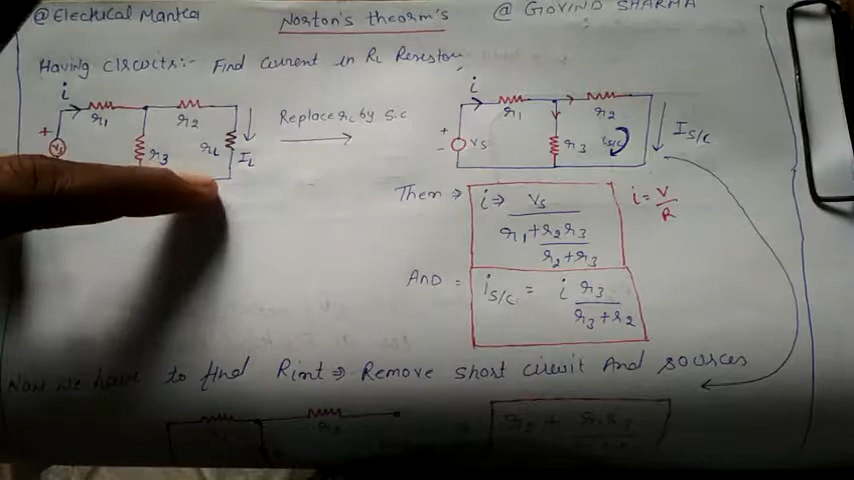 @Electrical Mantra Norton's theorm's @ GOVIND SHARMA
Having circuits:- Find current in RL Resistor,
i r1 r2 r3 rL IL + Vs
Replace rL by s.c
i r1 r2 + - Vs r3 is/c Is/c
Then ⇒ i ⇒ Vs / r1 + r2r3 / r2+r3 i = V / R
And = is/c = i r3 / r3+r2
Now we have to find Rint ⇒ Remove short circuit And sources
r2 +